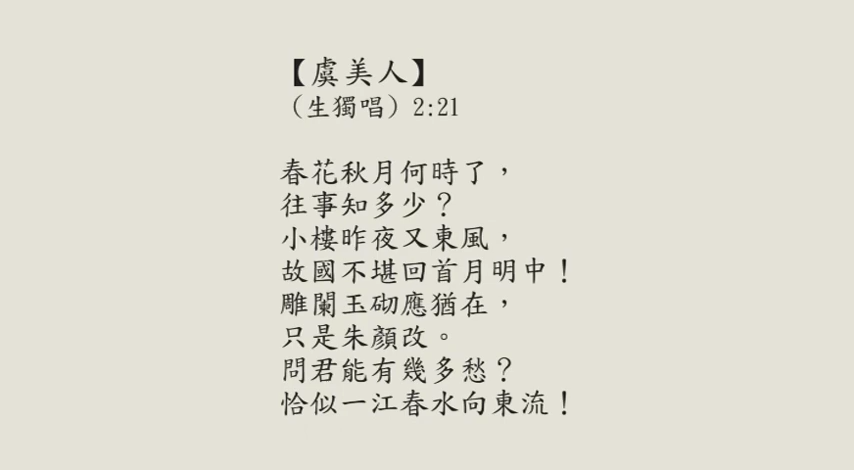 【虞美人】
（生獨唱）2:21
春花秋月何時了，
往事知多少？
小樓昨夜又東風，
故國不堪回首月明中！
雕闌玉砌應猶在，
只是朱顏改。
問君能有幾多愁？
恰似一江春水向東流！